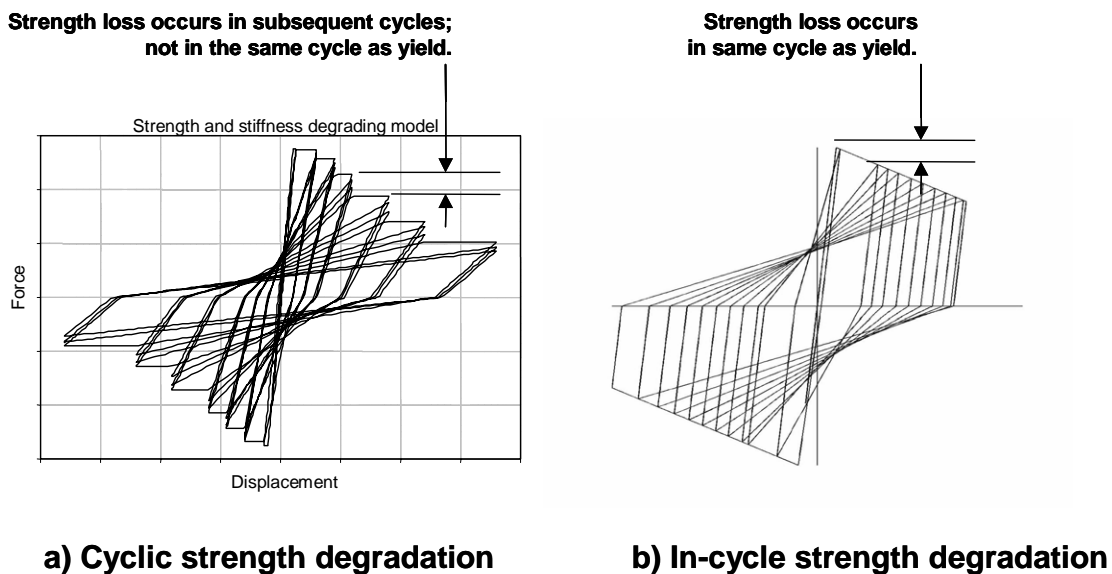 Strength loss occurs in subsequent cycles;
not in the same cycle as yield.
Strength loss occurs
in same cycle as yield.
Strength and stiffness degrading model
Force
Displacement
a) Cyclic strength degradation
b) In-cycle strength degradation